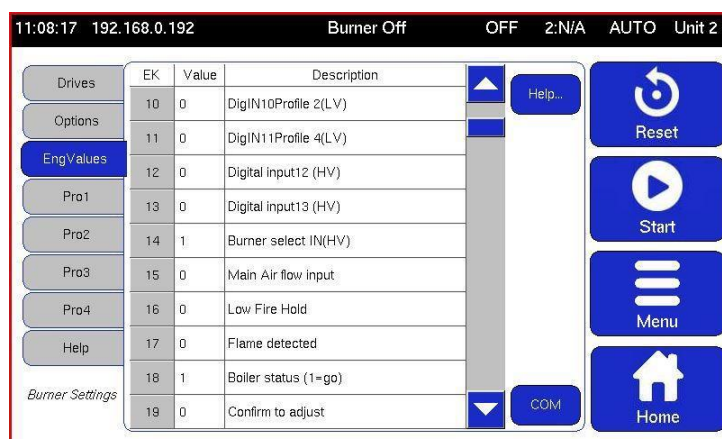 11:08:17 192.168.0.192 Burner Off OFF 2:N/A AUTO Unit 2
Drives
Options
EngValues
Pro1
Pro2
Pro3
Pro4
Help
Burner Settings
EK Value Description
10 0 DigIN10Profile 2(LV)
11 0 DigIN11Profile 4(LV)
12 0 Digital input12 (HV)
13 0 Digital input13 (HV)
14 1 Burner select IN(HV)
15 0 Main Air flow input
16 0 Low Fire Hold
17 0 Flame detected
18 1 Boiler status (1=go)
19 0 Confirm to adjust
Help...
COM
Reset
Start
Menu
Home